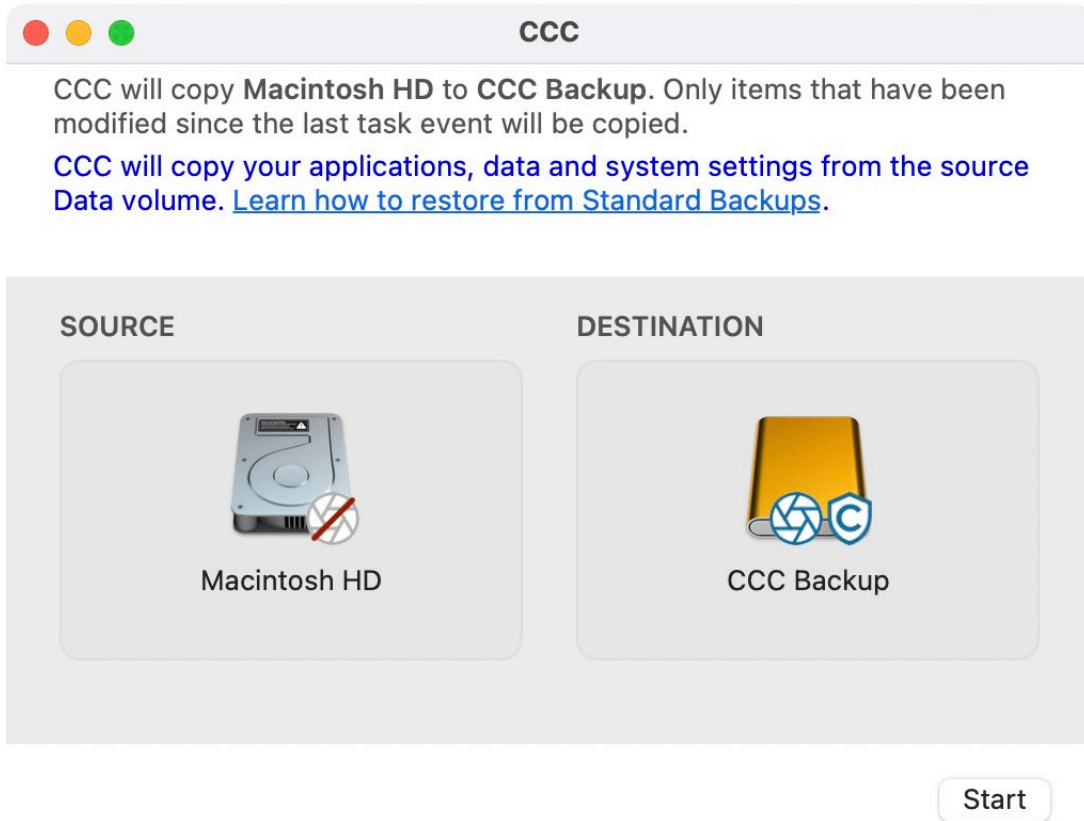 CCC
CCC will copy Macintosh HD to CCC Backup. Only items that have been
modified since the last task event will be copied.
CCC will copy your applications, data and system settings from the source
Data volume. Learn how to restore from Standard Backups.
SOURCE
DESTINATION
Macintosh HD
CCC Backup
Start